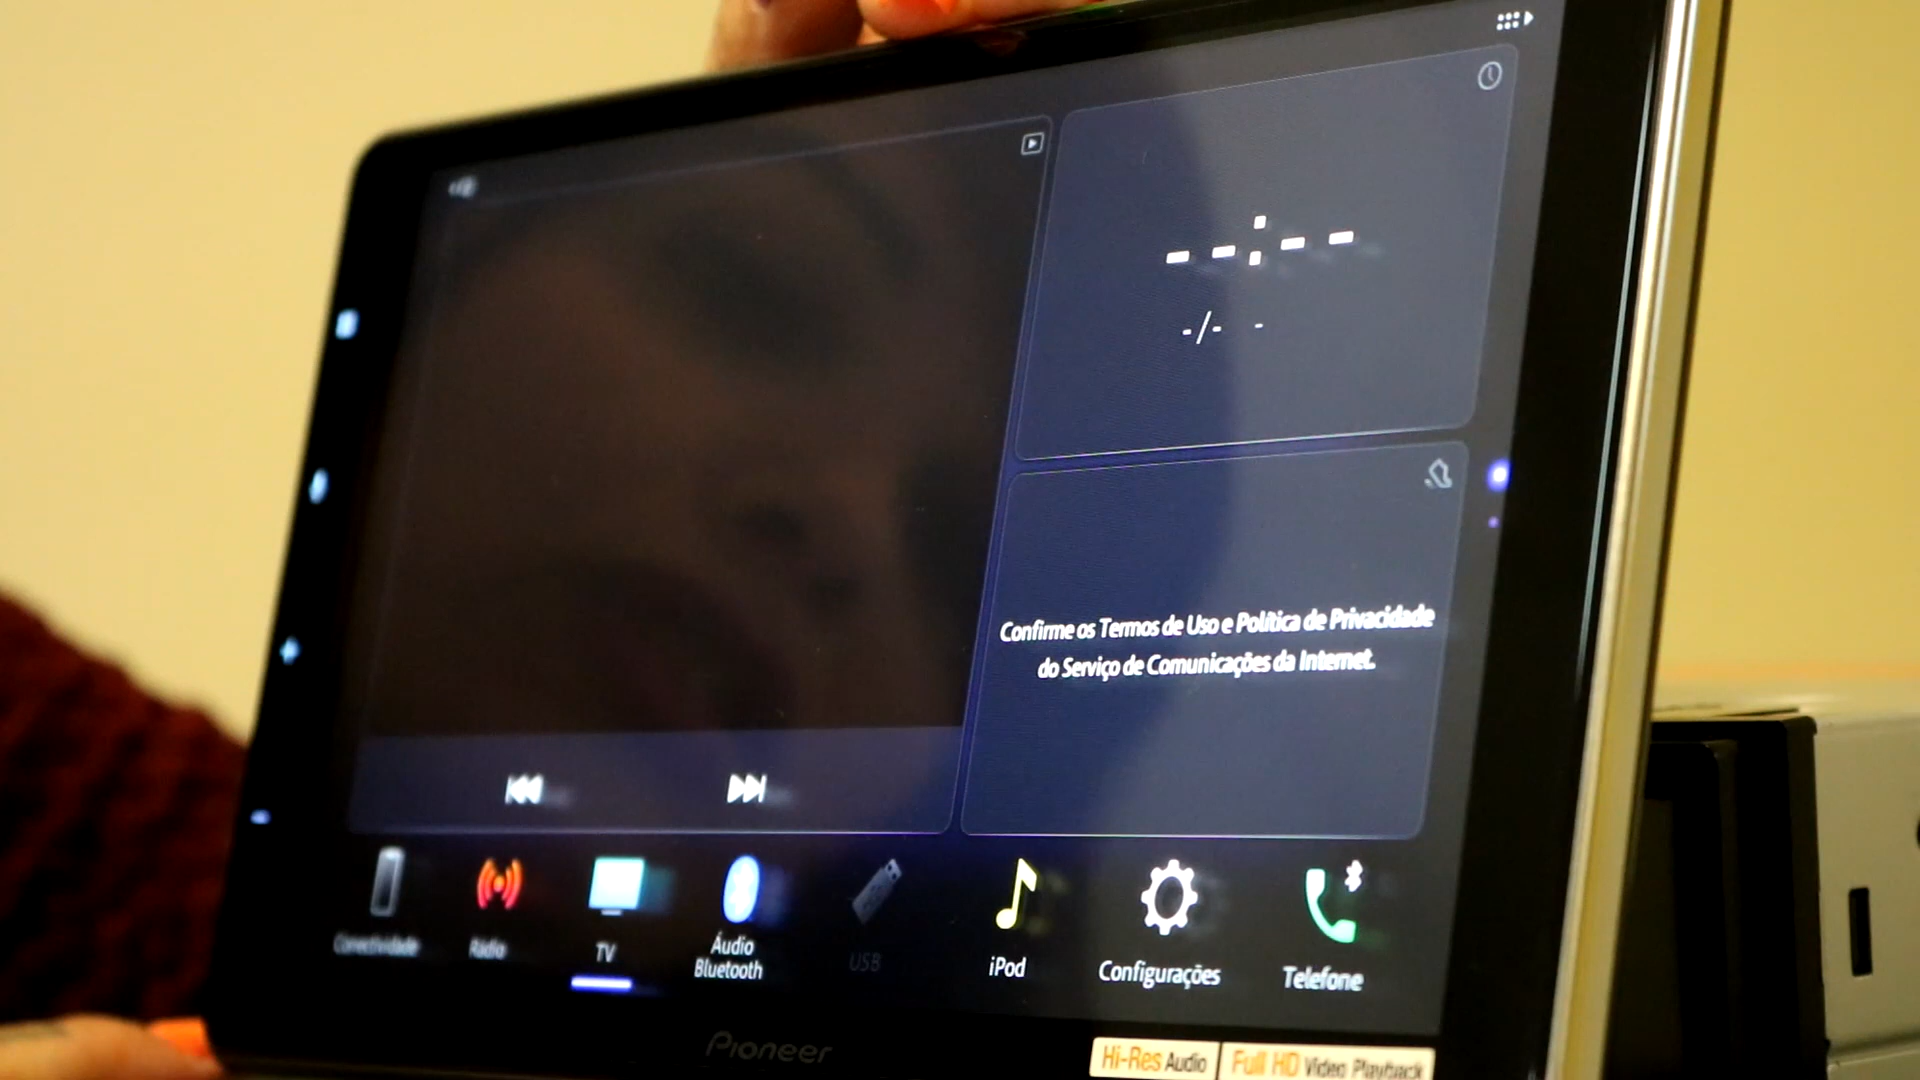 --:--
-/- -
Confirme os Termos de Uso e Política de Privacidade
do Serviço de Comunicações da Internet.
Conectividade
Rádio
TV
Áudio
Bluetooth
USB
iPod
Configurações
Telefone
Pioneer
Hi-Res Audio
Full HD Video Playback